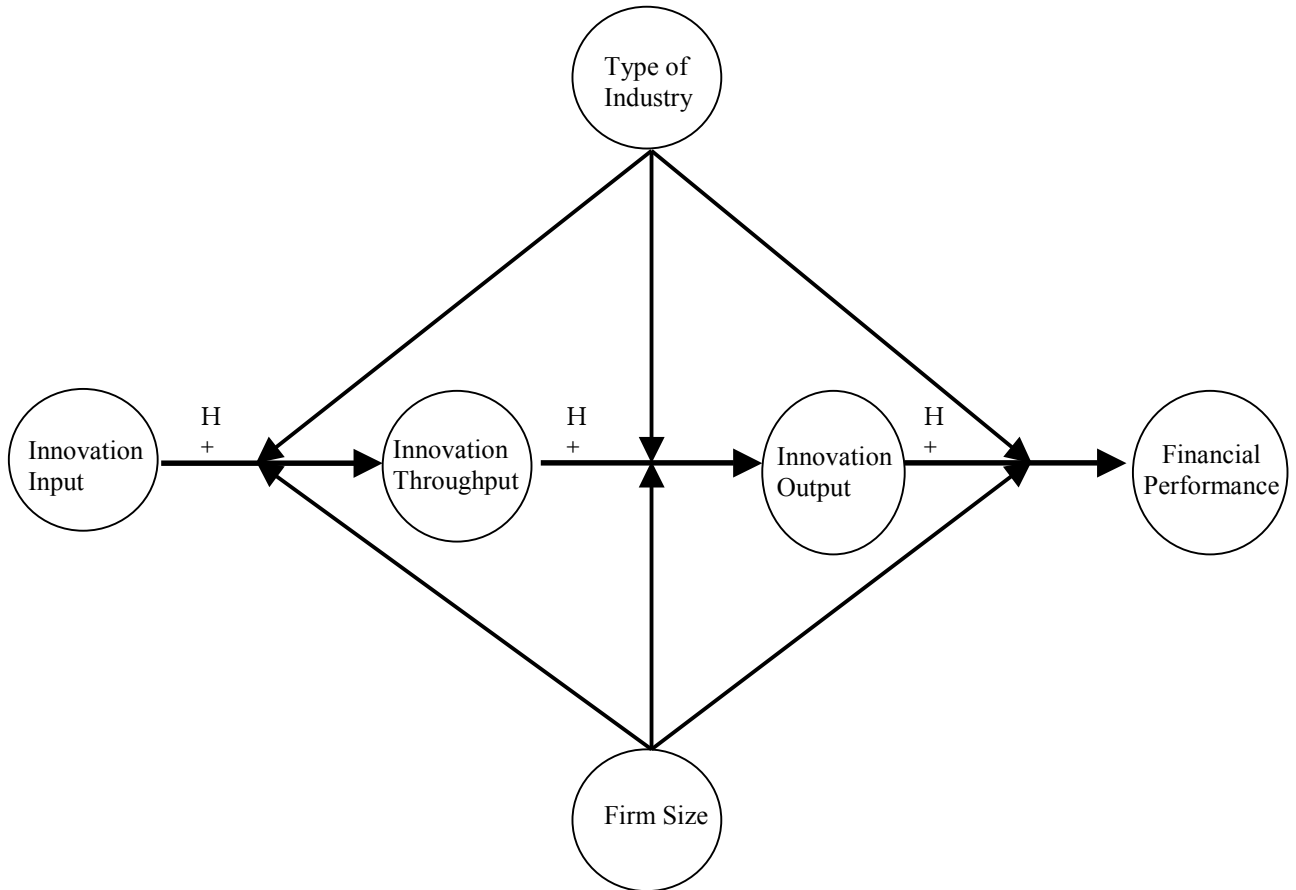 Type of
Industry
H
+
H
+
H
+
Innovation
Input
Innovation
Throughput
Innovation
Output
Financial
Performance
Firm Size